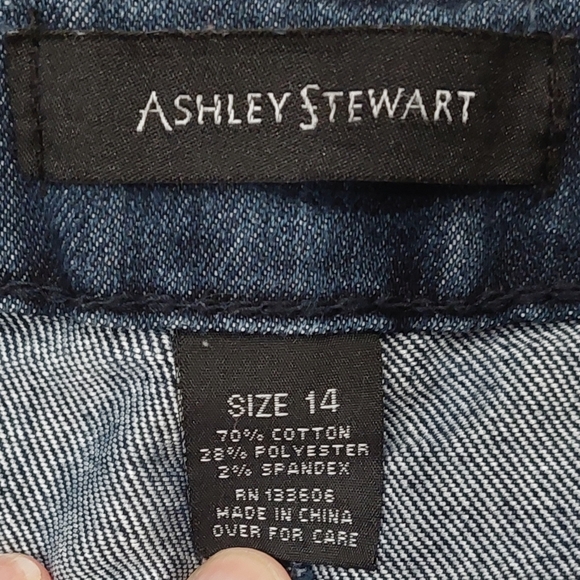 ASHLEY STEWART
SIZE 14
70% COTTON
28% POLYESTER
2% SPANDEX
RN 133606
MADE IN CHINA
OVER FOR CARE